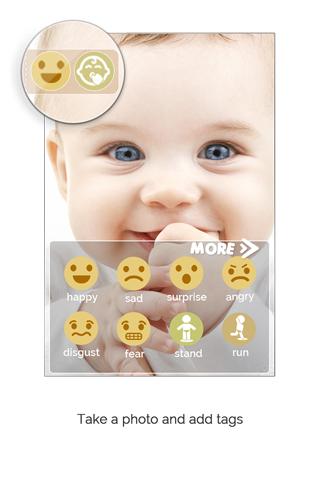 MORE
happy sad surprise angry
disgust fear stand run
Take a photo and add tags